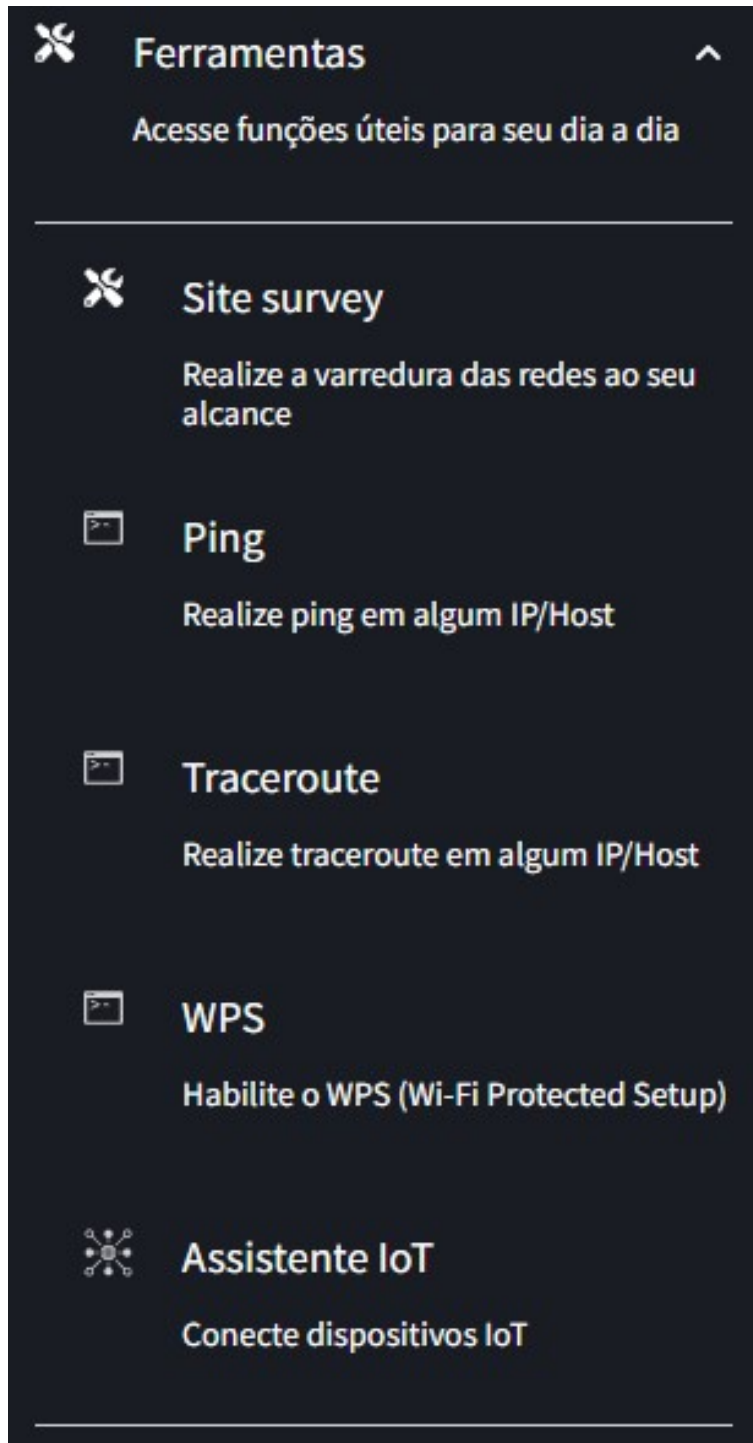 Ferramentas
Acesse funções úteis para seu dia a dia
Site survey
Realize a varredura das redes ao seu
alcance
Ping
Realize ping em algum IP/Host
Traceroute
Realize traceroute em algum IP/Host
WPS
Habilite o WPS (Wi-Fi Protected Setup)
Assistente IoT
Conecte dispositivos IoT